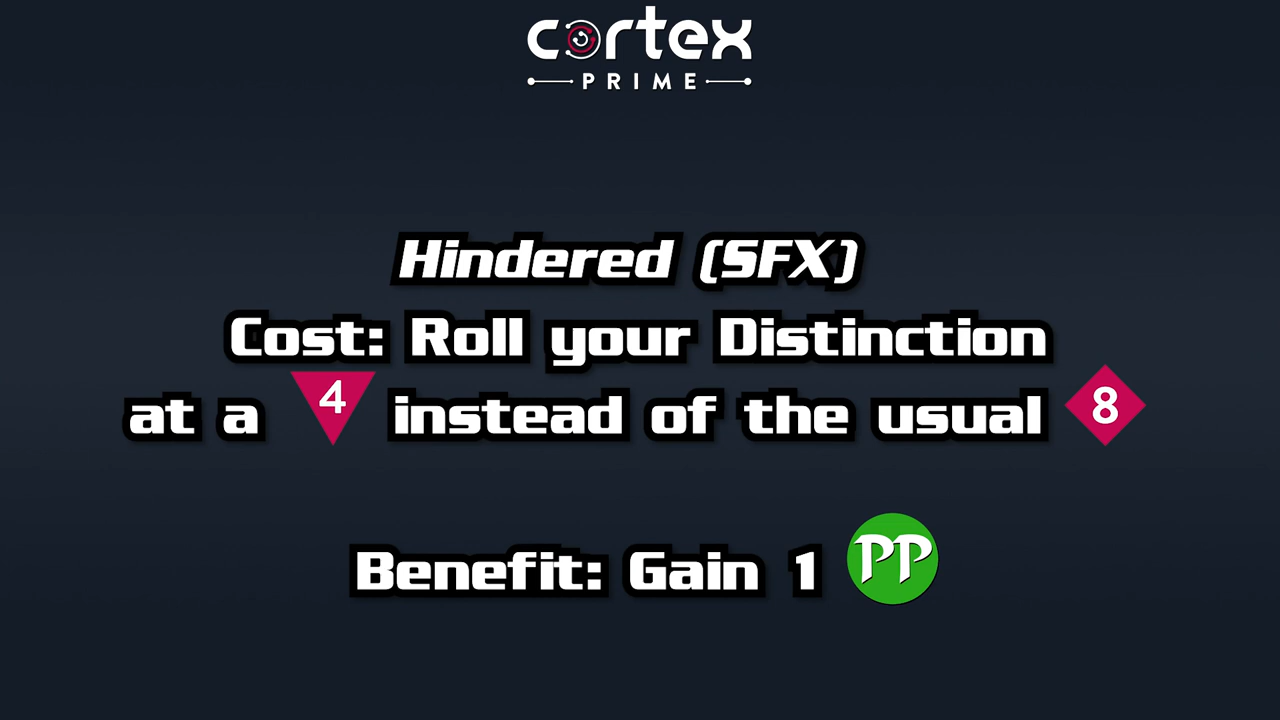 cortex
PRIME
Hindered (SFX)
Cost: Roll your Distinction
at a 4 instead of the usual 8
Benefit: Gain 1 PP